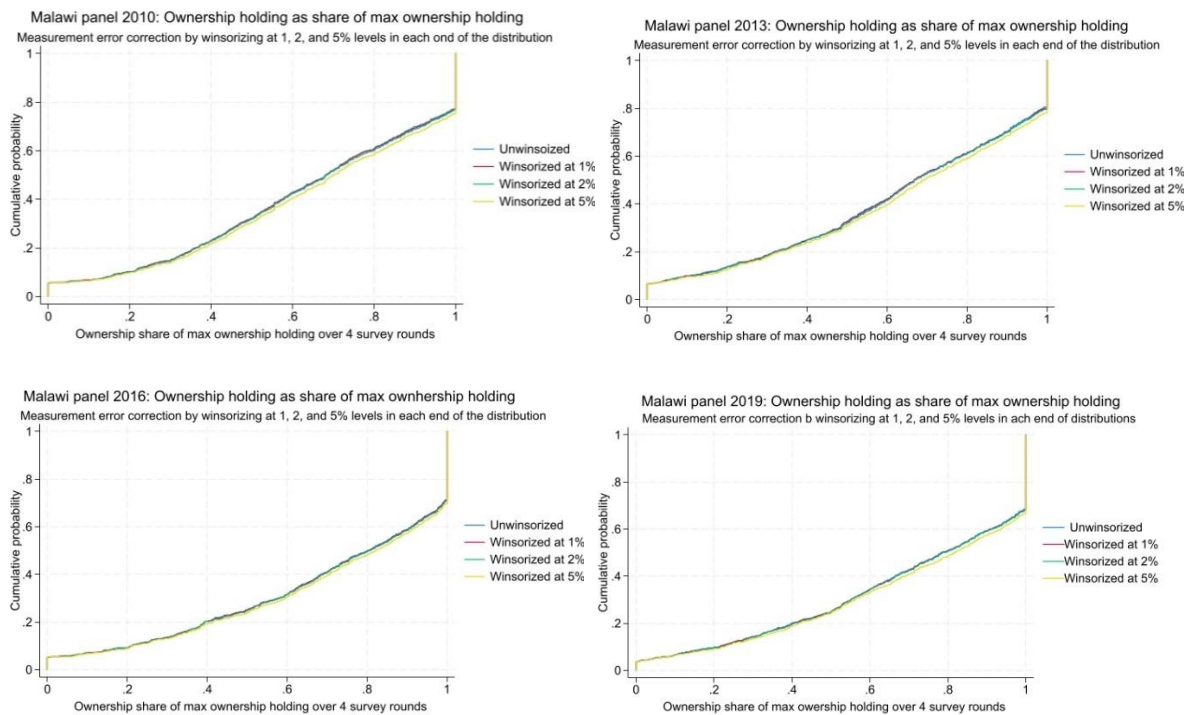 Malawi panel 2010: Ownership holding as share of max ownership holding
Measurement error correction by winsorizing at 1, 2, and 5% levels in each ond of the distribution
1
.8
.6
.4
.2
0
Cumulative probability
0 .2 .4 .6 .8 1
Ownership share of max ownership holding over 4 survey rounds
Unwinsoized
Winsorized at 1%
Winsorized at 2%
Winsorized at 5%
Malawi panel 2013: Ownership holding as share of max ownership holding
Measurement error correction by winsorizing at 1, 2, and 5% levels in each end of the distribution
1
.8
.6
.4
.2
0
Cumulative probability
0 .2 .4 .6 .8 1
Ownership share of max ownership holding over 4 survey rounds
Unwinsorized
Winsorized at 1%
Winsorized at 2%
Winsorized at 5%
Malawi panel 2016: Ownership holding as share of max ownhership holding
Measurement error correction by winsorizing at 1, 2, and 5% levels in each end of the distribution
1
.8
.6
.4
.2
0
Cumulative probability
0 .2 .4 .6 .8 1
Ownership share of max ownership holding over 4 survey rounds
Unwinsorized
Winsorized at 1%
Winsorized at 2%
Winsorized at 5%
Malawi panel 2019: Ownership holding as share of max ownership holding
Measurement error correction b winsorizing at 1, 2, and 5% levels in ach end of distributions
1
.8
.6
.4
.2
0
Cumulative probability
0 .2 .4 .6 .8 1
Ownership share of max ownership holding over 4 survey rounds
Unwinsorized
Winsorized at 1%
Winsorized at 2%
Winsorized at 5%